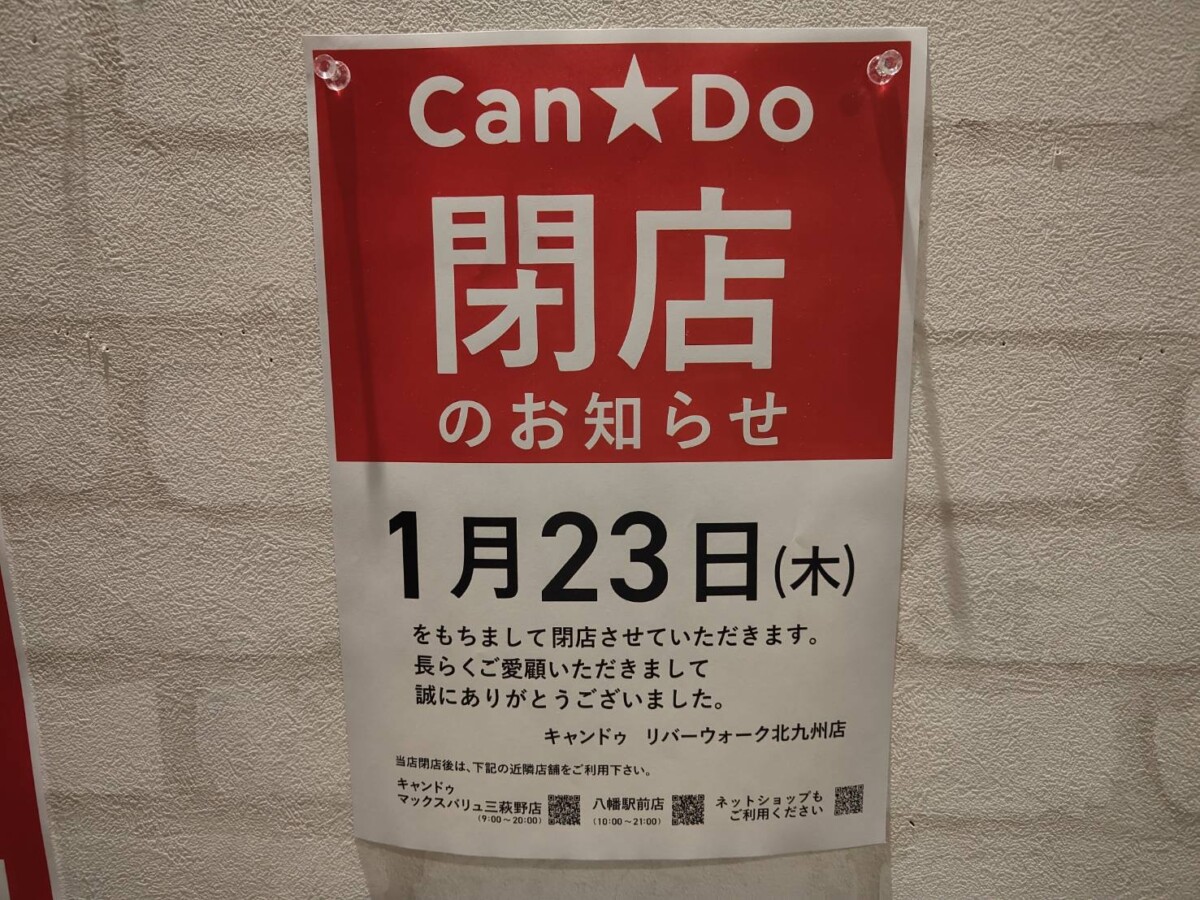 Can★Do
閉店
のお知らせ
1月23日(木)
をもちまして閉店させていただきます。
長らくご愛顧いただきまして
誠にありがとうございました。
キャンドゥ リバーウォーク北九州店
当店閉店後は、下記の近隣店舗をご利用下さい。
キャンドゥ
マックスバリュ三萩野店
(9:00～20:00)
八幡駅前店
(10:00～21:00)
ネットショップも
ご利用ください